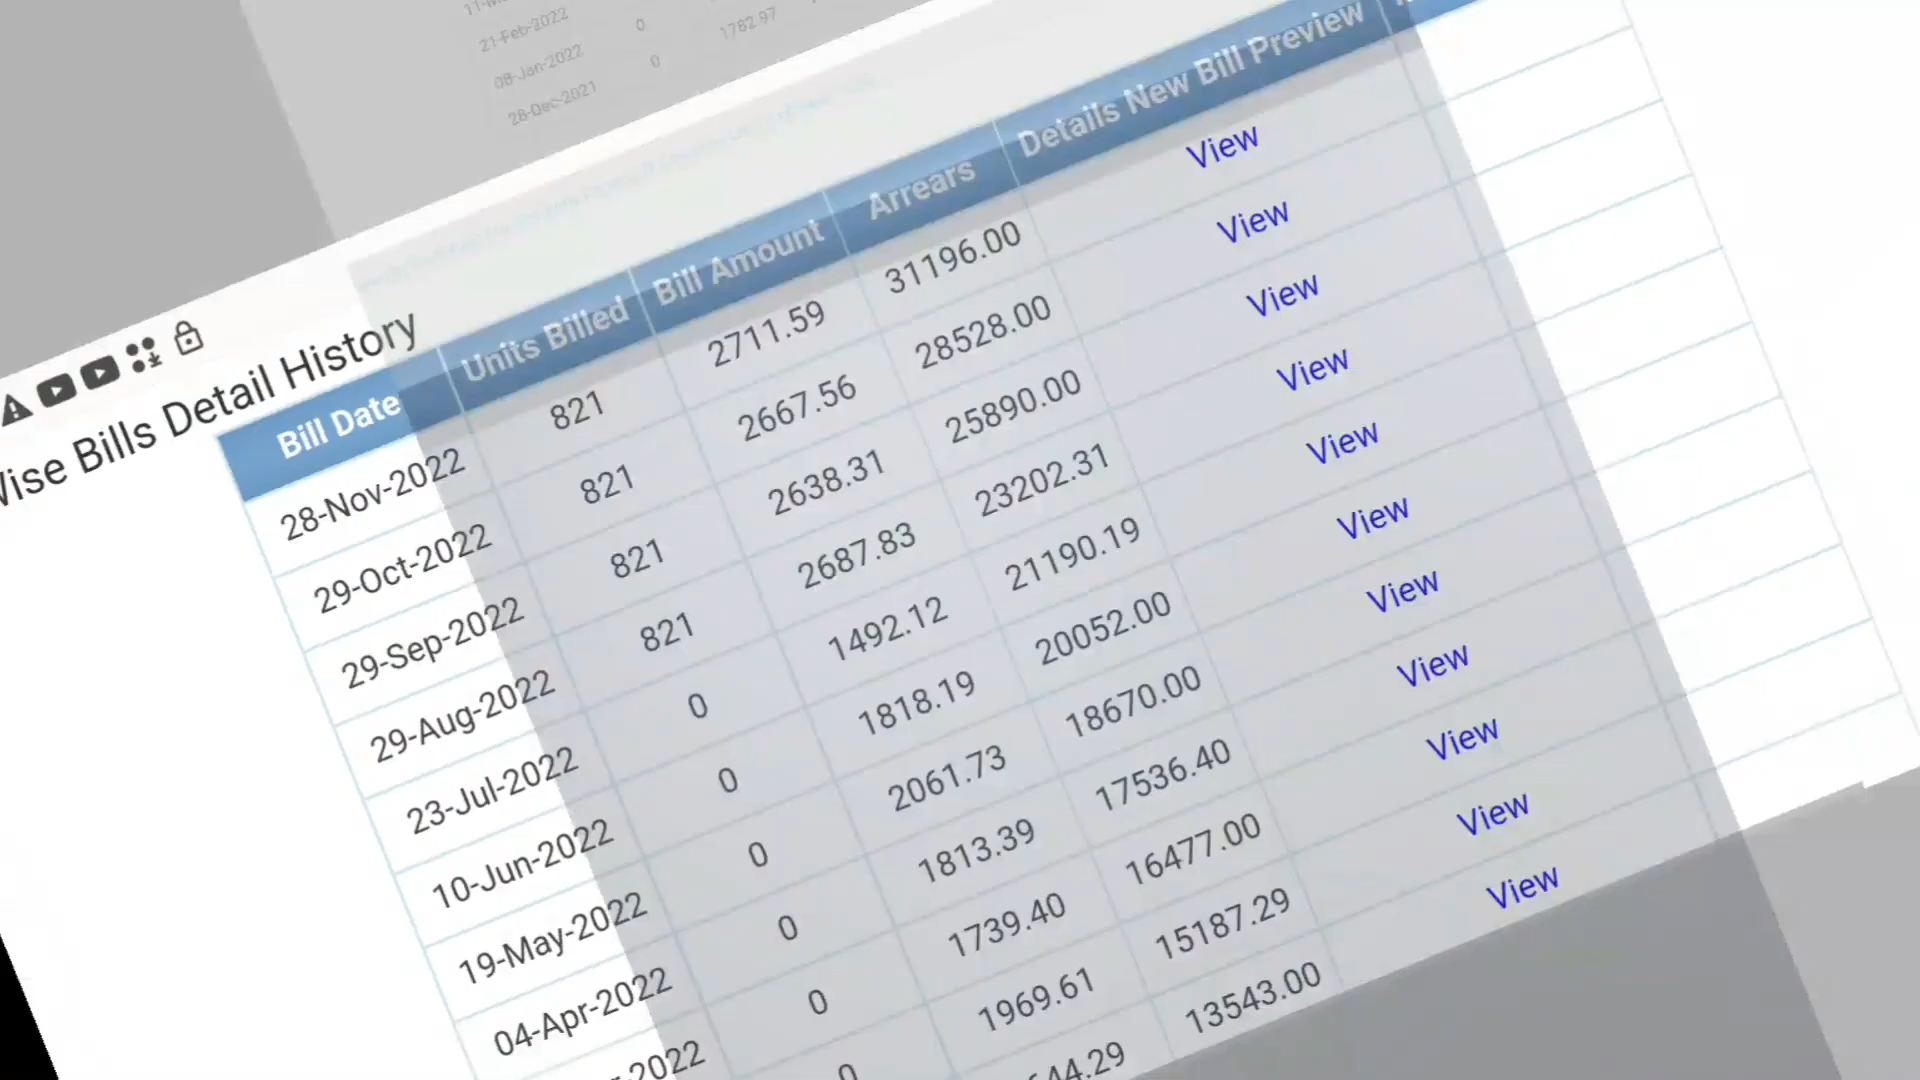 21-Feb-2022
08-Jan-2022 0
28-Dec-2021 0 1782.97
Bills Detail History
Bill Date Units Billed Bill Amount Arrears Details New Bill Preview
28-Nov-2022 821 2711.59 31196.00 View
29-Oct-2022 821 2667.56 28528.00 View
29-Sep-2022 821 2638.31 25890.00 View
29-Aug-2022 821 2687.83 23202.31 View
23-Jul-2022 0 1492.12 21190.19 View
10-Jun-2022 0 1818.19 20052.00 View
19-May-2022 0 2061.73 18670.00 View
04-Apr-2022 0 1813.39 17536.40 View
2022 0 1739.40 16477.00 View
0 1969.61 15187.29 View
13543.00 View